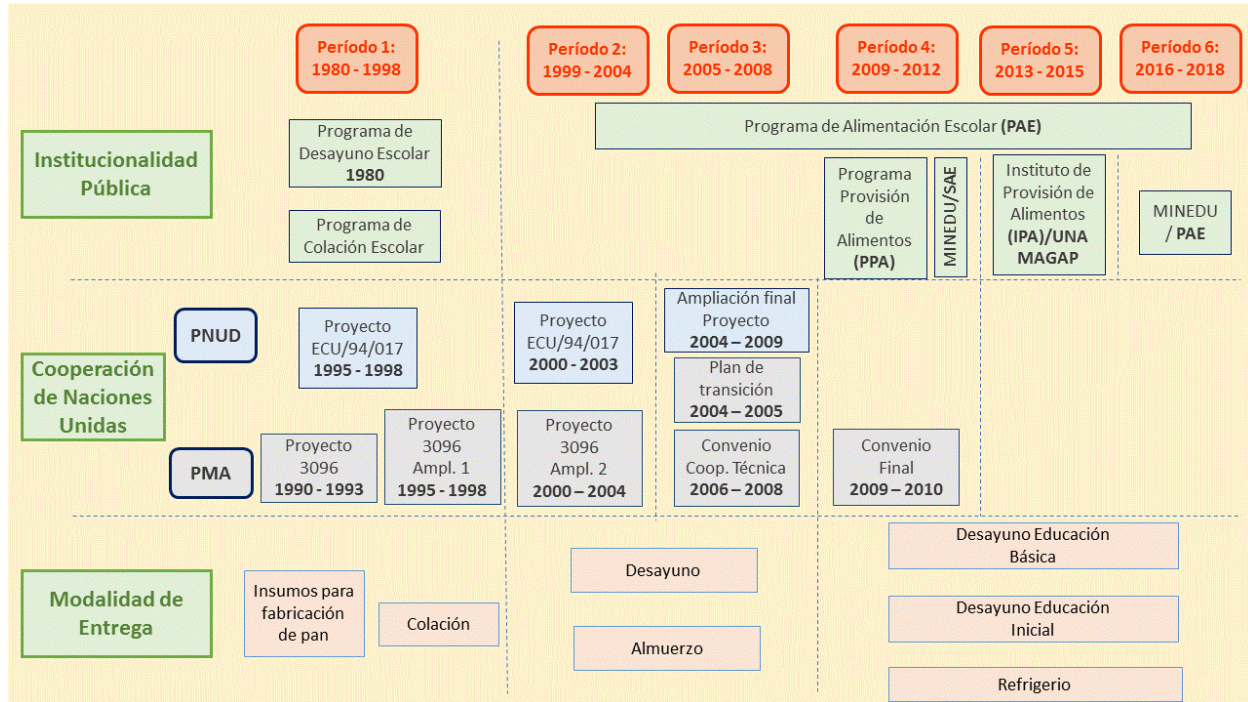 Período 1:
1980 - 1998
Período 2:
1999 - 2004
Período 3:
2005 - 2008
Período 4:
2009 - 2012
Período 5:
2013 - 2015
Período 6:
2016 - 2018
Institucionalidad
Pública
Programa de
Desayuno Escolar
1980
Programa de
Colación Escolar
Programa de Alimentación Escolar (PAE)
Programa
Provisión
de
Alimentos
(PPA)
MINEDU/SAE
Instituto de
Provisión de
Alimentos
(IPA)/UNA
MAGAP
MINEDU
/ PAE
Cooperación
de Naciones
Unidas
PNUD
Proyecto
ECU/94/017
1995 - 1998
Proyecto
ECU/94/017
2000 - 2003
Ampliación final
Proyecto
2004 – 2009
Plan de
transición
2004 – 2005
PMA
Proyecto
3096
1990 - 1993
Proyecto
3096
Ampl. 1
1995 - 1998
Proyecto
3096
Ampl. 2
2000 – 2004
Convenio
Coop. Técnica
2006 – 2008
Convenio
Final
2009 – 2010
Modalidad de
Entrega
Insumos para
fabricación
de pan
Colación
Desayuno
Almuerzo
Desayuno Educación
Básica
Desayuno Educación
Inicial
Refrigerio